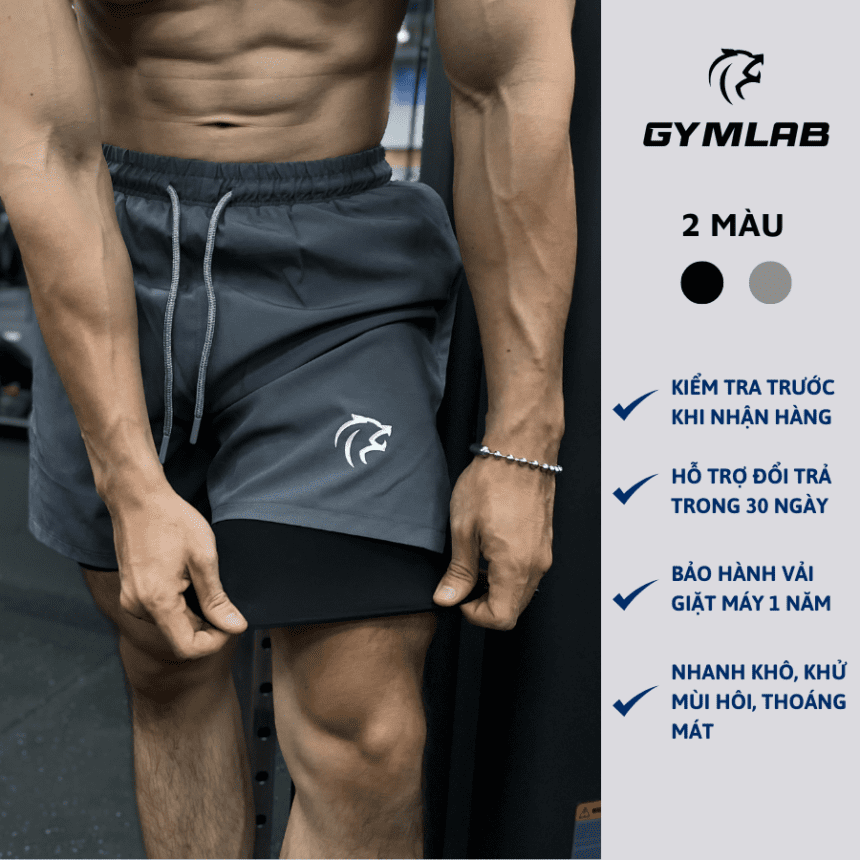 GYMLAB
2 MÀU
KIỂM TRA TRƯỚC
KHI NHẬN HÀNG
HỖ TRỢ ĐỔI TRẢ
TRONG 30 NGÀY
BẢO HÀNH VẢI
GIẶT MÁY 1 NĂM
NHANH KHÔ, KHỬ
MÙI HÔI, THOÁNG
MÁT